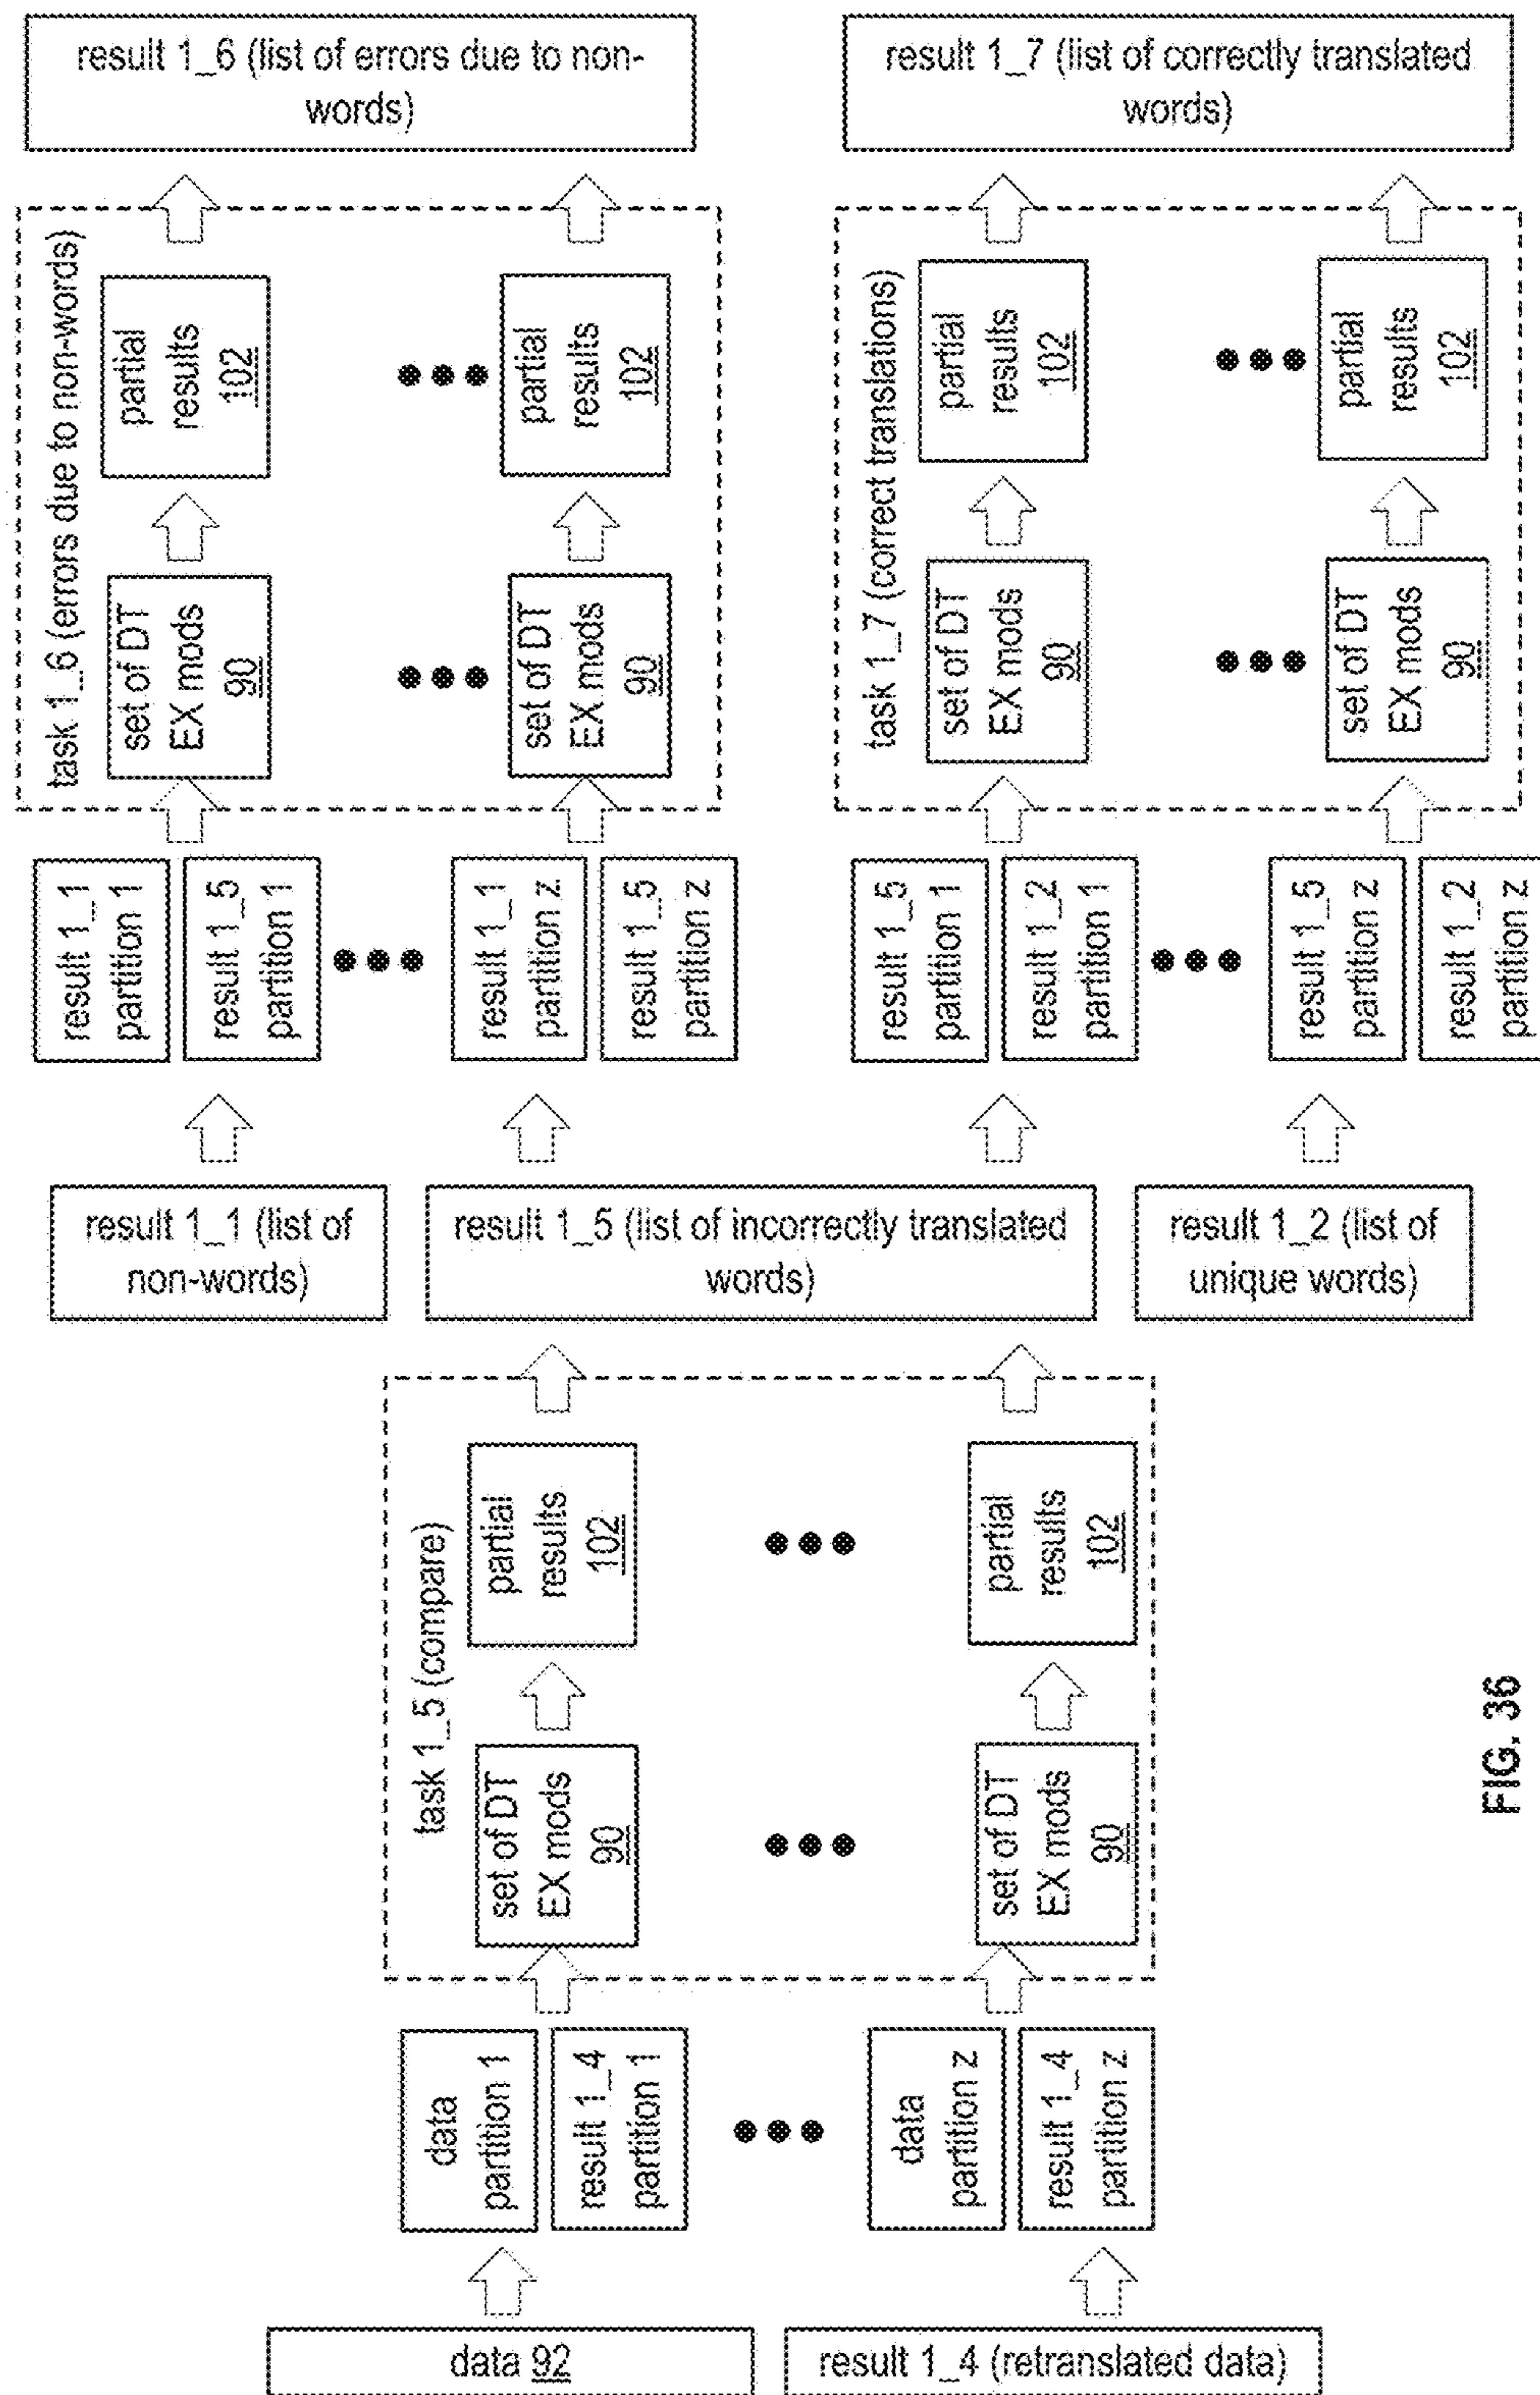 result 1_6 (list of errors due to non-
words)
result 1_7 (list of correctly translated
words)
task 1_6 (errors due to non-words)
partial
results
102
partial
results
102
set of DT
EX mods
90
set of DT
EX mods
90
task 1_7 (correct translations)
partial
results
102
partial
results
102
set of DT
EX mods
90
set of DT
EX mods
90
result 1_1
partition 1
result 1_5
partition 1
result 1_1
partition z
result 1_5
partition z
result 1_5
partition 1
result 1_2
partition 1
result 1_5
partition z
result 1_2
partition z
result 1_1 (list of
non-words)
result 1_5 (list of incorrectly translated
words)
result 1_2 (list of
unique words)
task 1_5 (compare)
partial
results
102
partial
results
102
set of DT
EX mods
90
set of DT
EX mods
90
data
partition 1
result 1_4
partition 1
data
partition z
result 1_4
partition z
data 92
result 1_4 (retranslated data)
FIG. 36